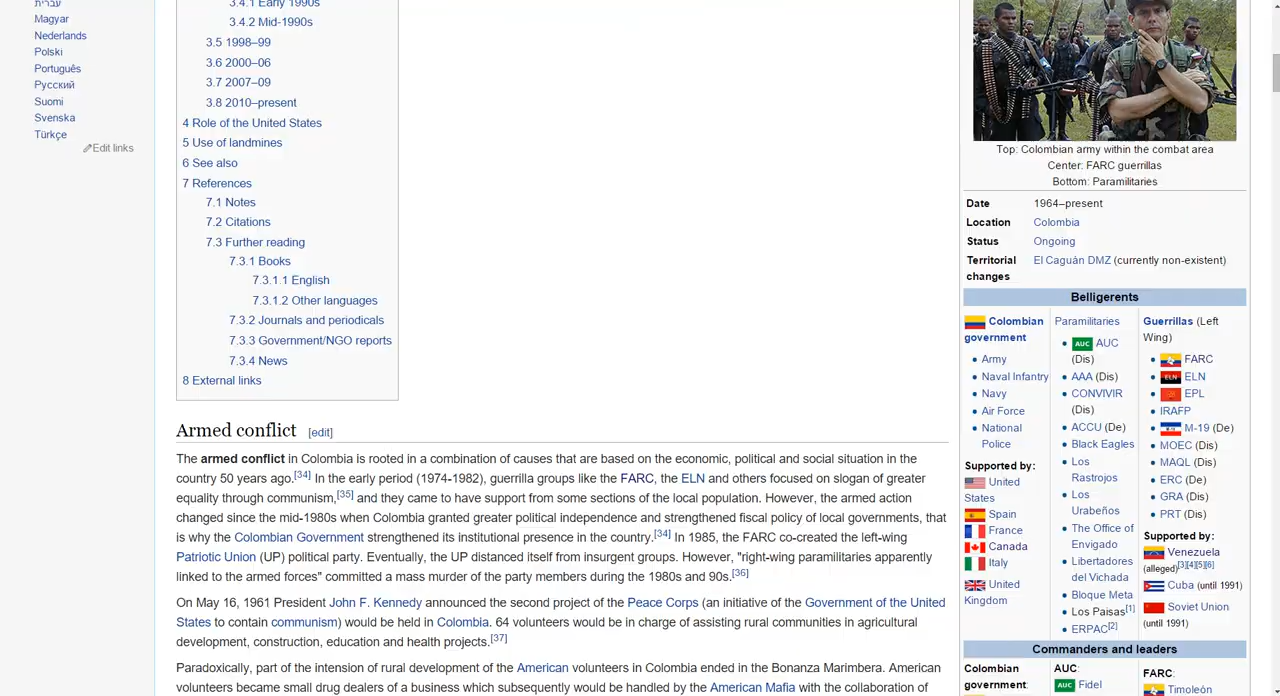 עברית
Magyar
Nederlands
Polski
Português
Русский
Suomi
Svenska
Türkçe
Edit links
3.4.1 Early 1990s
3.4.2 Mid-1990s
3.5 1998–99
3.6 2000–06
3.7 2007–09
3.8 2010–present
4 Role of the United States
5 Use of landmines
6 See also
7 References
7.1 Notes
7.2 Citations
7.3 Further reading
7.3.1 Books
7.3.1.1 English
7.3.1.2 Other languages
7.3.2 Journals and periodicals
7.3.3 Government/NGO reports
7.3.4 News
8 External links
Armed conflict [edit]
The armed conflict in Colombia is rooted in a combination of causes that are based on the economic, political and social situation in the
country 50 years ago.[34] In the early period (1974-1982), guerrilla groups like the FARC, the ELN and others focused on slogan of greater
equality through communism,[35] and they came to have support from some sections of the local population. However, the armed action
changed since the mid-1980s when Colombia granted greater political independence and strengthened fiscal policy of local governments, that
is why the Colombian Government strengthened its institutional presence in the country.[34] In 1985, the FARC co-created the left-wing
Patriotic Union (UP) political party. Eventually, the UP distanced itself from insurgent groups. However, "right-wing paramilitaries apparently
linked to the armed forces" committed a mass murder of the party members during the 1980s and 90s.[36]
On May 16, 1961 President John F. Kennedy announced the second project of the Peace Corps (an initiative of the Government of the United
States to contain communism) would be held in Colombia. 64 volunteers would be in charge of assisting rural communities in agricultural
development, construction, education and health projects.[37]
Paradoxically, part of the intension of rural development of the American volunteers in Colombia ended in the Bonanza Marimbera. American
volunteers became small drug dealers of a business which subsequently would be handled by the American Mafia with the collaboration of
Top: Colombian army within the combat area
Center: FARC guerrillas
Bottom: Paramilitaries
Date 1964–present
Location Colombia
Status Ongoing
Territorial changes El Caguán DMZ (currently non-existent)
Belligerents
Colombian
government
Army
Naval Infantry
Navy
Air Force
National
Police
Supported by:
United
States
Spain
France
Canada
Italy
United
Kingdom
Paramilitaries
AUC AUC
(Dis)
AAA (Dis)
CONVIVIR
(Dis)
ACCU (De)
Black Eagles
Los
Rastrojos
Los
Urabeños
The Office of
Envigado
Libertadores
del Vichada
Bloque Meta
Los Paisas[1]
ERPAC[2]
Guerrillas (Left
Wing)
FARC
ELN ELN
EPL
IRAFP
M-19 (De)
MOEC (Dis)
MAQL (Dis)
ERC (De)
GRA (Dis)
PRT (Dis)
Supported by:
Venezuela
(alleged)[3][4][5][6]
Cuba (until 1991)
Soviet Union
(until 1991)
Commanders and leaders
Colombian
government:
AUC:
AUC Fidel
FARC:
Timoleón